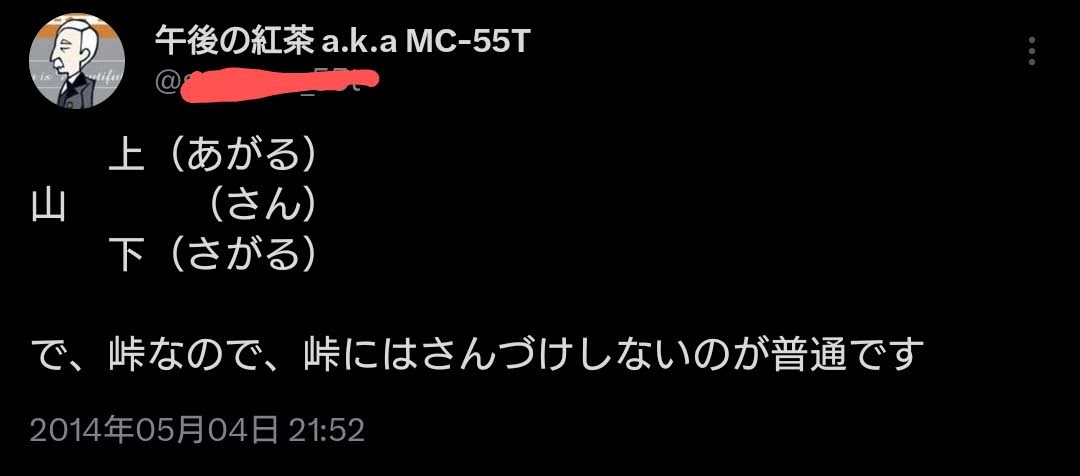 午後の紅茶 a.k.a MC-55T
@
上（あがる）
山　　　（さん）
下（さがる）
で、峠なので、峠にはさんづけしないのが普通です
2014年05月04日 21:52